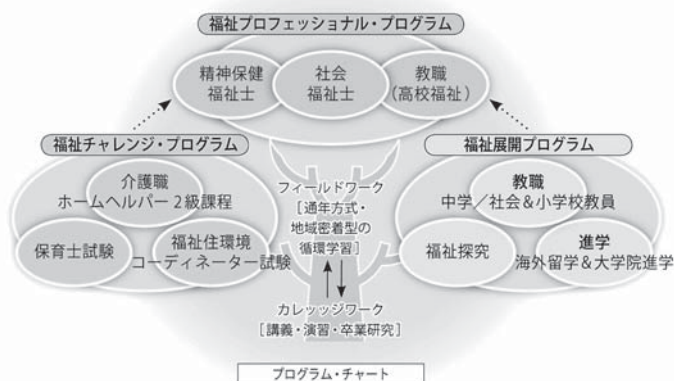 福祉プロフェッショナル・プログラム
精神保健
福祉士
社会
福祉士
教職
(高校福祉)
福祉チャレンジ・プログラム
介護職
ホームヘルパー2級課程
保育士試験
福祉住環境
コーディネーター試験
フィールドワーク
[通年方式・
地域密着型の
循環学習]
カレッジワーク
[講義・演習・卒業研究]
福祉展開プログラム
教職
中学/社会&小学校教員
福祉探究
進学
海外留学&大学院進学
プログラム・チャート